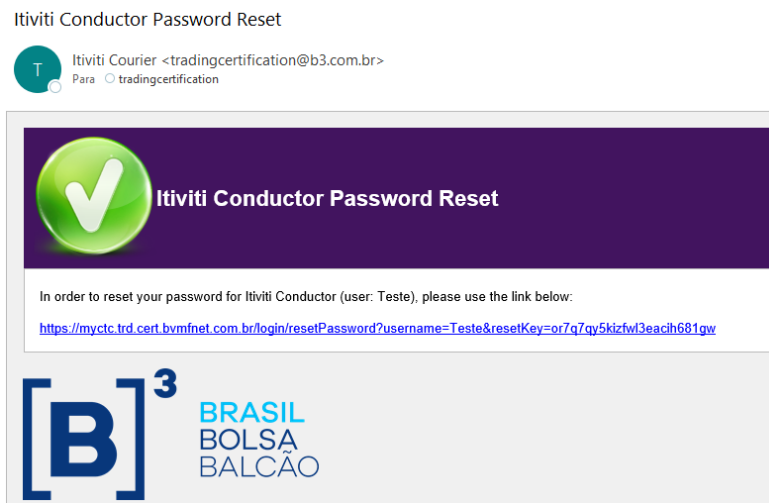 Itiviti Conductor Password Reset
T
Itiviti Courier <tradingcertification@b3.com.br>
Para tradingcertification
Itiviti Conductor Password Reset
In order to reset your password for Itiviti Conductor (user: Teste), please use the link below:
https://myctc.trd.cert.bvmfnet.com.br/login/resetPassword?username=Teste&resetKey=or7q7qy5kizfwl3eacih681gw
[B]³
BRASIL
BOLSA
BALCÃO